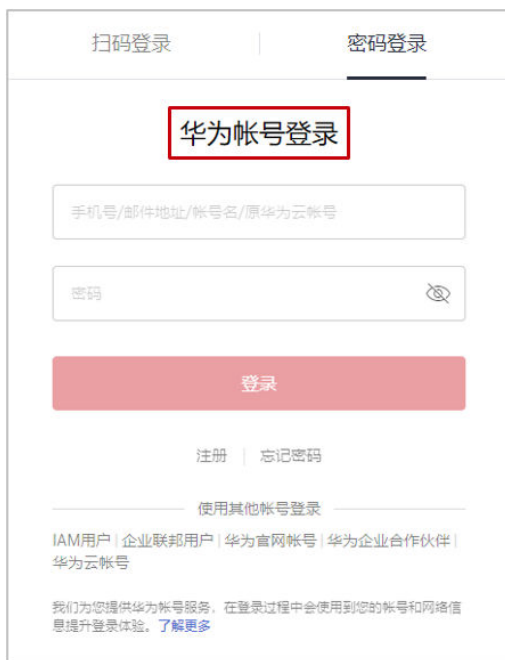 扫码登录 密码登录
华为帐号登录
手机号/邮件地址/帐号名/原华为云帐号
密码
登录
注册 | 忘记密码
使用其他帐号登录
IAM用户 | 企业联邦用户 | 华为官网帐号 | 华为企业合作伙伴 |
华为云帐号
我们为您提供华为帐号服务，在登录过程中会使用到您的帐号和网络信
息提升登录体验。了解更多